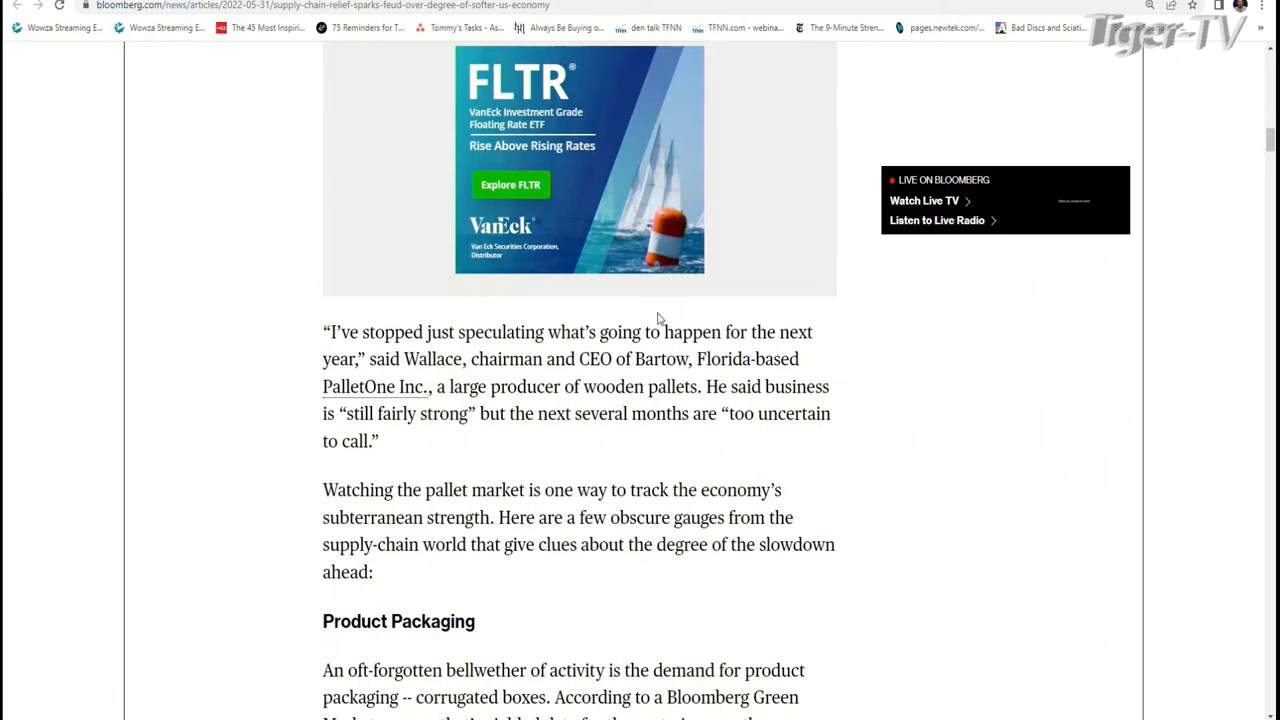 bloomberg.com/news/articles/2022-05-31/supply-chain-relief-sparks-feud-over-degree-of-softer-us-economy
Wowza Streaming E... Wowza Streaming E... The 45 Most Inspiri... 75 Reminders for T... Tommy's Tasks - As... Always Be Buying o... den talk TFNN TFNN.com - webina... The 9-Minute Stren... pages.newtek.com/... Bad Discs and Sciati...
Tiger-TV
FLTR®
VanEck Investment Grade
Floating Rate ETF
Rise Above Rising Rates
Explore FLTR
VanEck®
Van Eck Securities Corporation,
Distributor
LIVE ON BLOOMBERG
Watch Live TV >
Listen to Live Radio >
“I’ve stopped just speculating what’s going to happen for the next
year,” said Wallace, chairman and CEO of Bartow, Florida-based
PalletOne Inc., a large producer of wooden pallets. He said business
is “still fairly strong” but the next several months are “too uncertain
to call.”
Watching the pallet market is one way to track the economy’s
subterranean strength. Here are a few obscure gauges from the
supply-chain world that give clues about the degree of the slowdown
ahead:
Product Packaging
An oft-forgotten bellwether of activity is the demand for product
packaging -- corrugated boxes. According to a Bloomberg Green